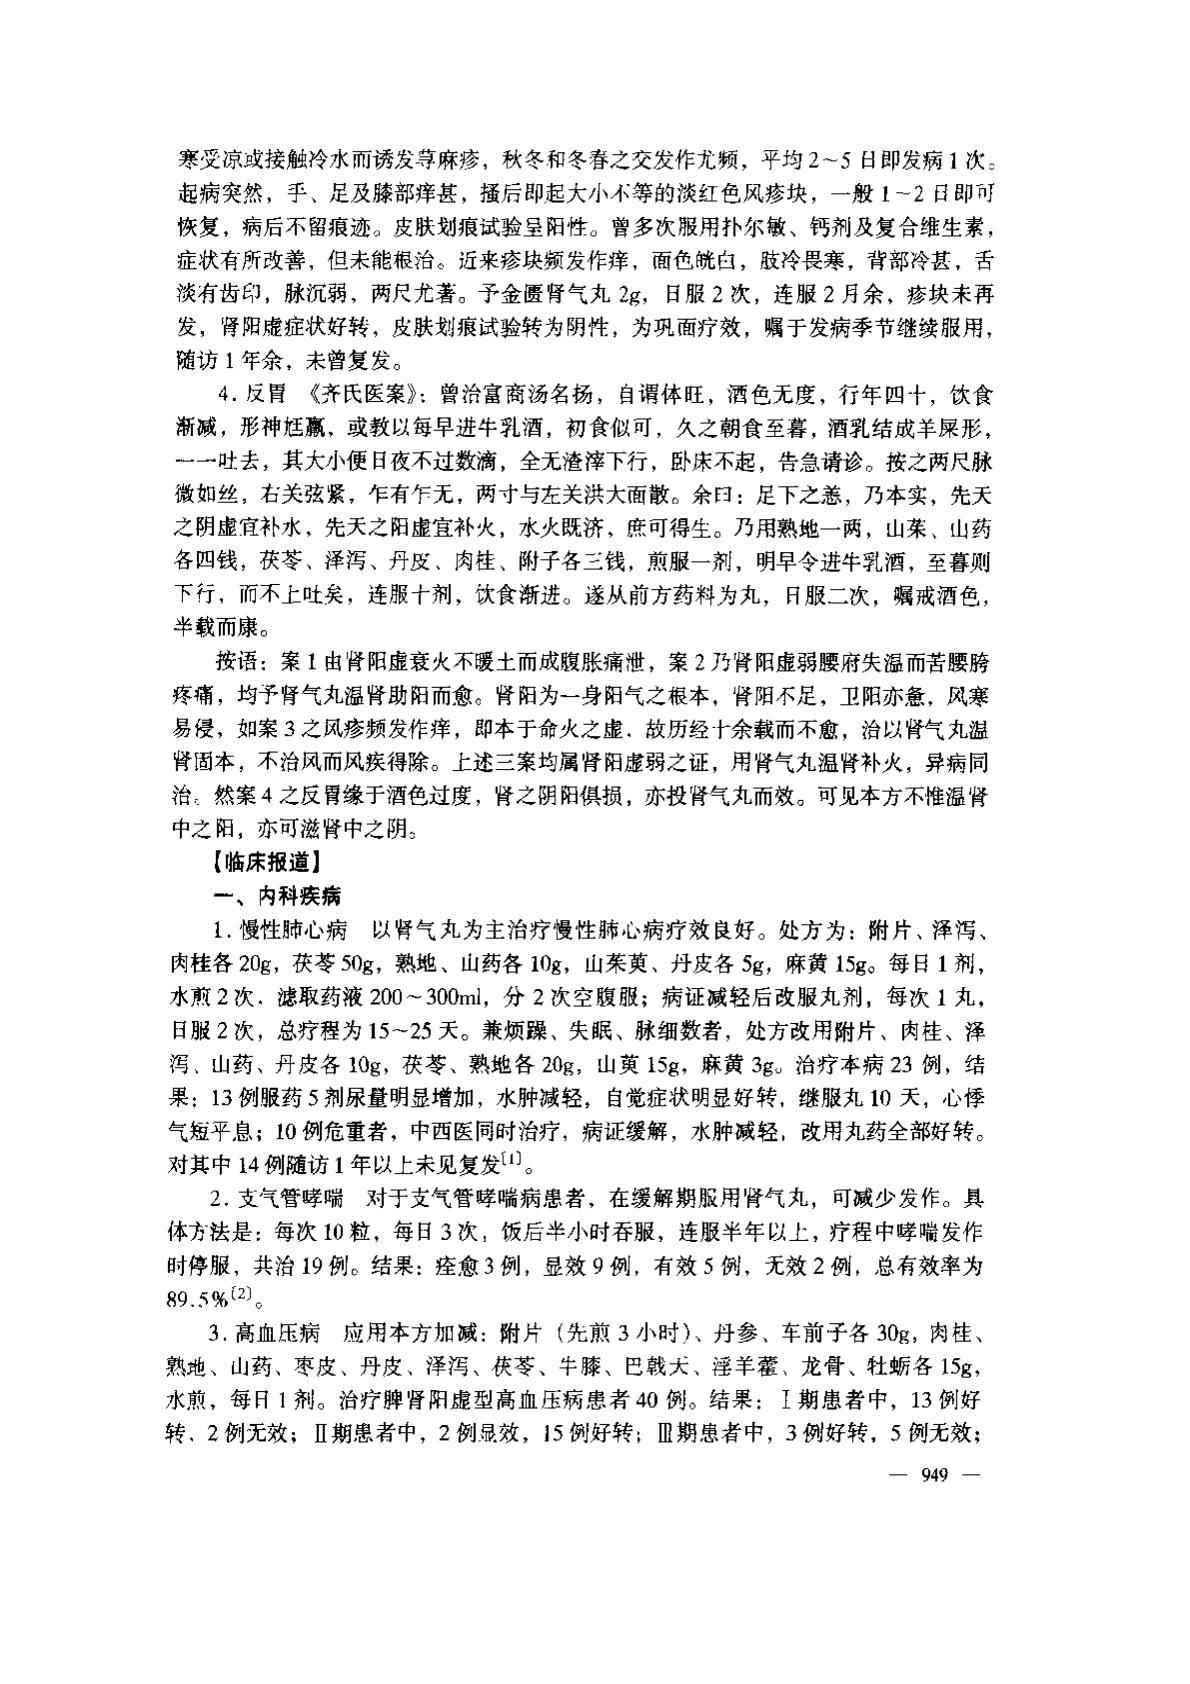 寒受凉或接触冷水而诱发荨麻疹，秋冬和冬春之交发作尤频，平均2～5日即发病1次。
起病突然，手、足及膝部痒甚，搔后即起大小不等的淡红色风疹块，一般1～2日即可
恢复，病后不留痕迹。皮肤划痕试验呈阳性。曾多次服用扑尔敏、钙剂及复合维生素，
症状有所改善，但未能根治。近来疹块频发作痒，面色㿠白，肢冷畏寒，背部冷甚，舌
淡有齿印，脉沉弱，两尺尤著。予金匮肾气丸2g，日服2次，连服2月余，疹块未再
发，肾阳虚症状好转，皮肤划痕试验转为阴性，为巩面疗效，嘱于发病季节继续服用，
随访1年余，未曾复发。
4. 反胃　《齐氏医案》：曾治富商汤名扬，自谓体旺，酒色无度，行年四十，饮食
渐减，形神尪羸，或教以每早进牛乳酒，初食似可，久之朝食至暮，酒乳结成羊屎形，
一一吐去，其大小便日夜不过数滴，全无渣滓下行，卧床不起，告急请诊。按之两尺脉
微如丝，右关弦紧，乍有乍无，两寸与左关洪大面散。余曰：足下之恙，乃本实，先天
之阴虚宜补水，先天之阳虚宜补火，水火既济，庶可得生。乃用熟地一两，山茱、山药
各四钱，茯苓、泽泻、丹皮、肉桂、附子各三钱，煎服一剂，明早令进牛乳酒，至暮则
下行，而不上吐矣，连服十剂，饮食渐进。遂从前方药料为丸，日服二次，嘱戒酒色，
半载而康。
按语：案1由肾阳虚衰火不暖土而成腹胀痛泄，案2乃肾阳虚弱腰府失温而苦腰胯
疼痛，均予肾气丸温肾助阳而愈。肾阳为一身阳气之根本，肾阳不足，卫阳亦惫，风寒
易侵，如案3之风疹频发作痒，即本于命火之虚．故历经十余载而不愈，治以肾气丸温
肾固本，不治风而风疾得除。上述三案均属肾阳虚弱之证，用肾气丸温肾补火，异病同
治。然案4之反胃缘于酒色过度，肾之阴阳俱损，亦投肾气丸而效。可见本方不惟温肾
中之阳，亦可滋肾中之阴。
【临床报道】
一、内科疾病
1. 慢性肺心病　以肾气丸为主治疗慢性肺心病疗效良好。处方为：附片、泽泻、
肉桂各20g，茯苓50g，熟地、山药各10g，山茱萸、丹皮各5g，麻黄15g。每日1剂，
水煎2次．滤取药液200～300ml，分2次空腹服；病证减轻后改服丸剂，每次1丸，
日服2次，总疗程为15～25天。兼烦躁、失眠、脉细数者，处方改用附片、肉桂、泽
泻、山药、丹皮各10g，茯苓、熟地各20g，山萸15g，麻黄3g。治疗本病23例，结
果：13例服药5剂尿量明显增加，水肿减轻，自觉症状明显好转，继服丸10天，心悸
气短平息；10例危重者，中西医同时治疗，病证缓解，水肿减轻，改用丸药全部好转。
对其中14例随访1年以上未见复发〔1〕。
2. 支气管哮喘　对于支气管哮喘病患者，在缓解期服用肾气丸，可减少发作。具
体方法是：每次10粒，每日3次，饭后半小时吞服，连服半年以上，疗程中哮喘发作
时停服，共治19例。结果：痊愈3例，显效9例，有效5例，无效2例，总有效率为
89.5%〔2〕。
3. 高血压病　应用本方加减：附片（先煎3小时）、丹参、车前子各30g，肉桂、
熟地、山药、枣皮、丹皮、泽泻、茯苓、牛膝、巴戟天、淫羊藿、龙骨、牡蛎各15g，
水煎，每日1剂。治疗脾肾阳虚型高血压病患者40例。结果：Ⅰ期患者中，13例好
转，2例无效；Ⅱ期患者中，2例显效，15例好转；Ⅲ期患者中，3例好转，5例无效；
— 949 —